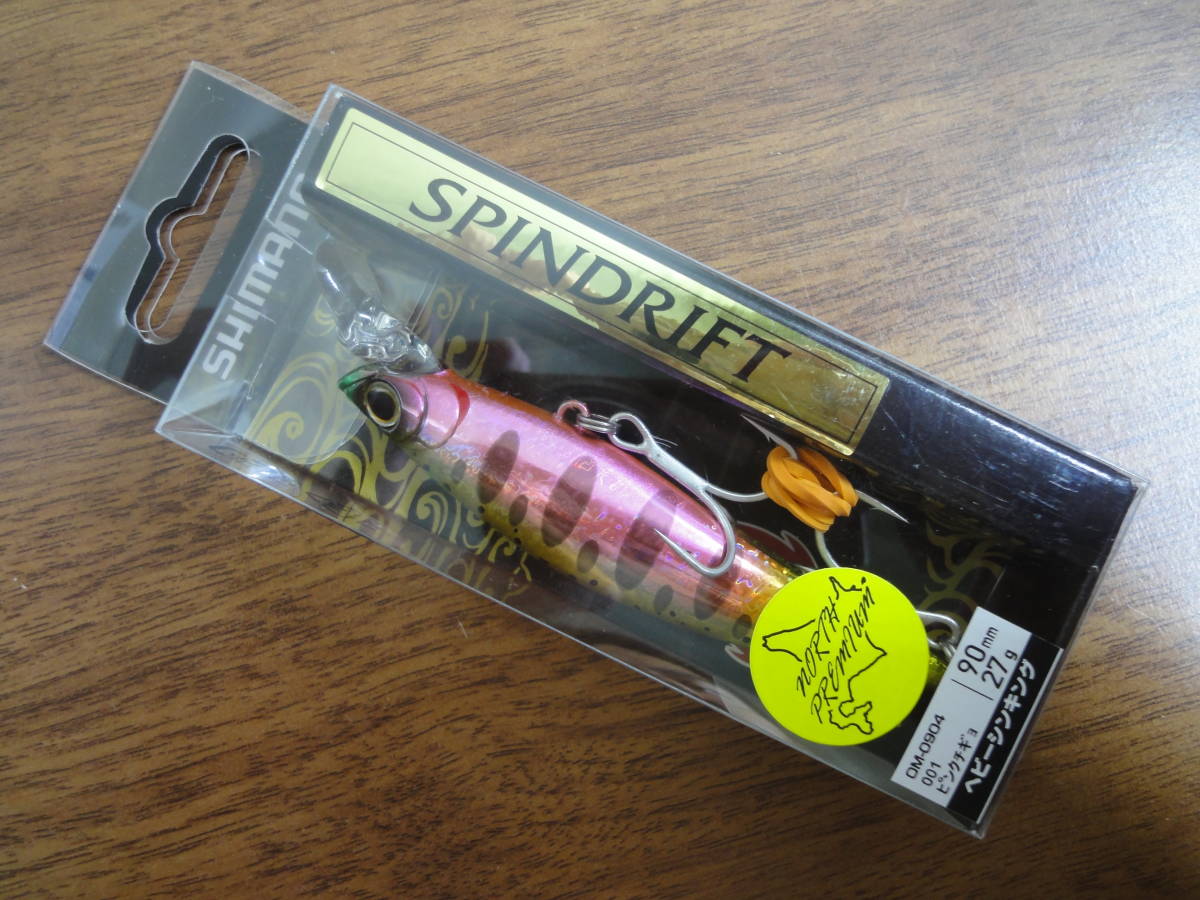 SHIMANO
SPINDRIFT
NORTH
PREMIUM
90mm
27g
OM-0904
001
ピンクチギョ
ヘビーシンキング